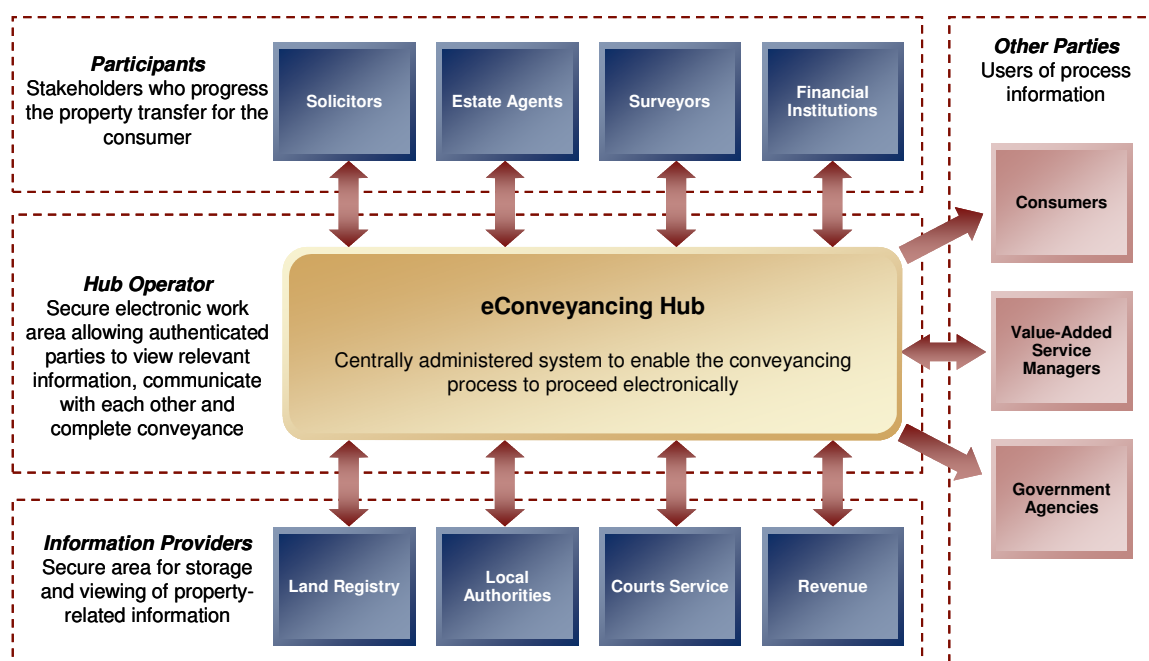 Participants
Stakeholders who progress
the property transfer for the
consumer
Solicitors
Estate Agents
Surveyors
Financial
Institutions
Other Parties
Users of process
information
Consumers
Value-Added
Service
Managers
Government
Agencies
Hub Operator
Secure electronic work
area allowing authenticated
parties to view relevant
information, communicate
with each other and
complete conveyance
eConveyancing Hub
Centrally administered system to enable the conveyancing
process to proceed electronically
Information Providers
Secure area for storage
and viewing of property-
related information
Land Registry
Local
Authorities
Courts Service
Revenue